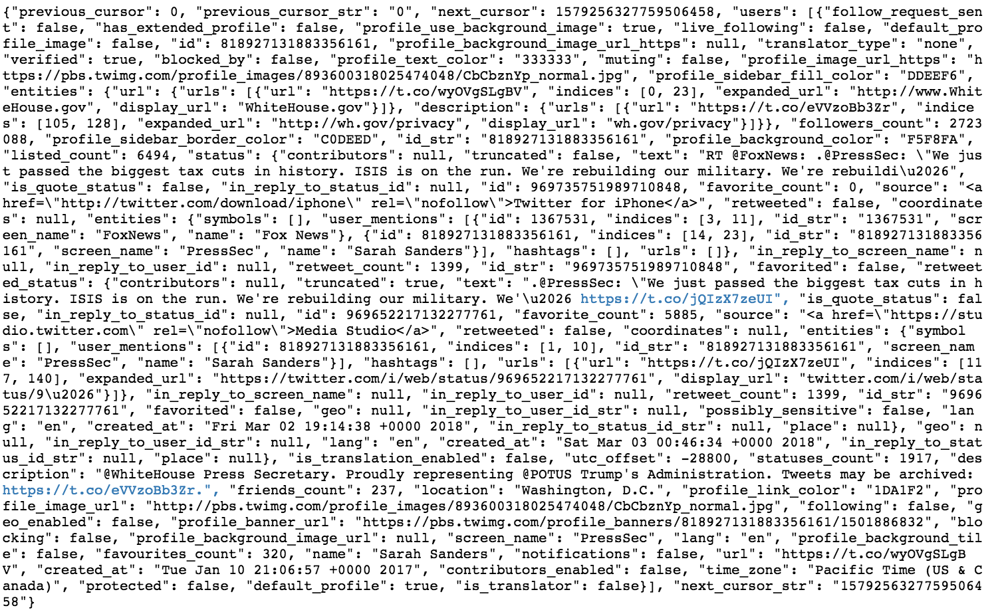 {"previous_cursor": 0, "previous_cursor_str": "0", "next_cursor": 1579256327759506458, "users": [{"follow_request_sen
t": false, "has_extended_profile": false, "profile_use_background_image": true, "live_following": false, "default_pro
file_image": false, "id": 818927131883356161, "profile_background_image_url_https": null, "translator_type": "none",
"verified": true, "blocked_by": false, "profile_text_color": "333333", "muting": false, "profile_image_url_https": "h
ttps://pbs.twimg.com/profile_images/893600318025474048/CbCbznYp_normal.jpg", "profile_sidebar_fill_color": "DDEEF6",
"entities": {"url": {"urls": [{"url": "https://t.co/wyOVgSLgBV", "indices": [0, 23], "expanded_url": "http://www.Whit
eHouse.gov", "display_url": "WhiteHouse.gov"}]}, "description": {"urls": [{"url": "https://t.co/eVVzoBb3Zr", "indice
s": [105, 128], "expanded_url": "http://wh.gov/privacy", "display_url": "wh.gov/privacy"}]}}, "followers_count": 2723
088, "profile_sidebar_border_color": "C0DEED", "id_str": "818927131883356161", "profile_background_color": "F5F8FA",
"listed_count": 6494, "status": {"contributors": null, "truncated": false, "text": "RT @FoxNews: .@PressSec: \"We jus
t passed the biggest tax cuts in history. ISIS is on the run. We're rebuilding our military. We're rebuildi\u2026",
"is_quote_status": false, "in_reply_to_status_id": null, "id": 969735751989710848, "favorite_count": 0, "source": "<a
href=\"http://twitter.com/download/iphone\" rel=\"nofollow\">Twitter for iPhone</a>", "retweeted": false, "coordinate
s": null, "entities": {"symbols": [], "user_mentions": [{"id": 1367531, "indices": [3, 11], "id_str": "1367531", "scr
een_name": "FoxNews", "name": "Fox News"}, {"id": 818927131883356161, "indices": [14, 23], "id_str": "818927131883356
161", "screen_name": "PressSec", "name": "Sarah Sanders"}], "hashtags": [], "urls": []}, "in_reply_to_screen_name": n
ull, "in_reply_to_user_id": null, "retweet_count": 1399, "id_str": "969735751989710848", "favorited": false, "retweet
ed_status": {"contributors": null, "truncated": true, "text": ".@PressSec: \"We just passed the biggest tax cuts in h
istory. ISIS is on the run. We're rebuilding our military. We'\u2026 https://t.co/jQIzX7zeUI", "is_quote_status": fal
se, "in_reply_to_status_id": null, "id": 969652217132277761, "favorite_count": 5885, "source": "<a href=\"https://stu
dio.twitter.com\" rel=\"nofollow\">Media Studio</a>", "retweeted": false, "coordinates": null, "entities": {"symbol
s": [], "user_mentions": [{"id": 818927131883356161, "indices": [1, 10], "id_str": "818927131883356161", "screen_nam
e": "PressSec", "name": "Sarah Sanders"}], "hashtags": [], "urls": [{"url": "https://t.co/jQIzX7zeUI", "indices": [11
7, 140], "expanded_url": "https://twitter.com/i/web/status/969652217132277761", "display_url": "twitter.com/i/web/sta
tus/9\u2026"}]}, "in_reply_to_screen_name": null, "in_reply_to_user_id": null, "retweet_count": 1399, "id_str": "9696
52217132277761", "favorited": false, "geo": null, "in_reply_to_user_id_str": null, "possibly_sensitive": false, "lan
g": "en", "created_at": "Fri Mar 02 19:14:38 +0000 2018", "in_reply_to_status_id_str": null, "place": null}, "geo": n
ull, "in_reply_to_user_id_str": null, "lang": "en", "created_at": "Sat Mar 03 00:46:34 +0000 2018", "in_reply_to_stat
us_id_str": null, "place": null}, "is_translation_enabled": false, "utc_offset": -28800, "statuses_count": 1917, "des
cription": "@WhiteHouse Press Secretary. Proudly representing @POTUS Trump's Administration. Tweets may be archived:
https://t.co/eVVzoBb3Zr.", "friends_count": 237, "location": "Washington, D.C.", "profile_link_color": "1DA1F2", "pro
file_image_url": "http://pbs.twimg.com/profile_images/893600318025474048/CbCbznYp_normal.jpg", "following": false, "g
eo_enabled": false, "profile_banner_url": "https://pbs.twimg.com/profile_banners/818927131883356161/1501886832", "blo
cking": false, "profile_background_image_url": null, "screen_name": "PressSec", "lang": "en", "profile_background_til
e": false, "favourites_count": 320, "name": "Sarah Sanders", "notifications": false, "url": "https://t.co/wyOVgSLgB
V", "created_at": "Tue Jan 10 21:06:57 +0000 2017", "contributors_enabled": false, "time_zone": "Pacific Time (US & C
anada)", "protected": false, "default_profile": true, "is_translator": false}], "next_cursor_str": "15792563277595064
58"}